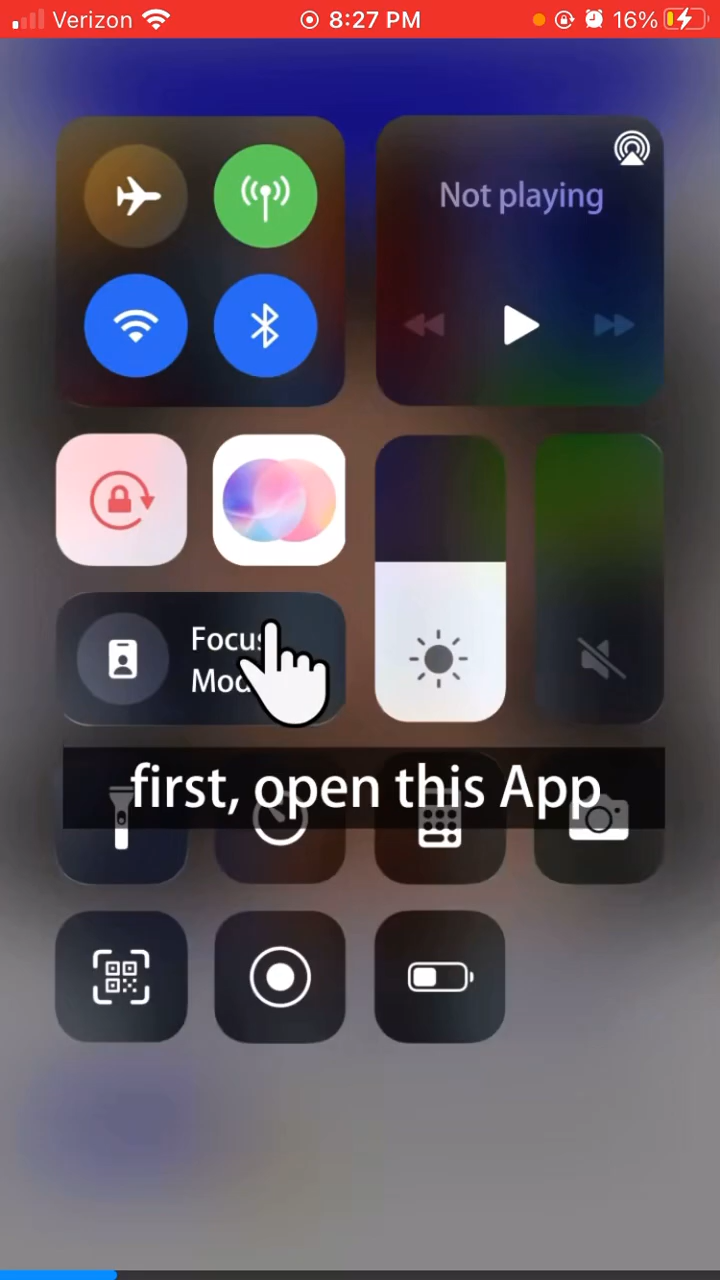 Verizon 8:27 PM 16%
Not playing
Focus
Mod
first, open this App